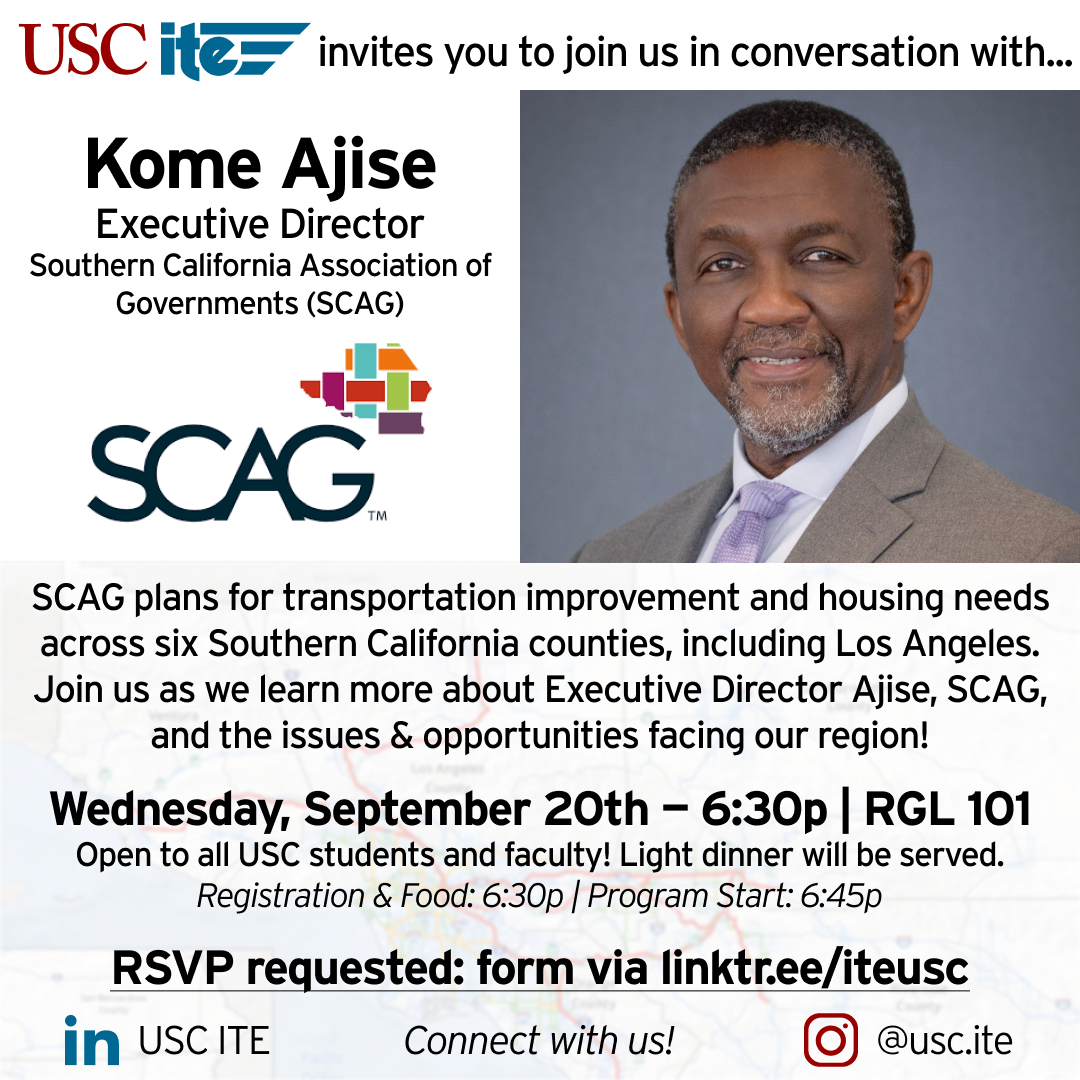 USC ite invites you to join us in conversation with...
Kome Ajise
Executive Director
Southern California Association of
Governments (SCAG)
SCAG TM
SCAG plans for transportation improvement and housing needs
across six Southern California counties, including Los Angeles.
Join us as we learn more about Executive Director Ajise, SCAG,
and the issues & opportunities facing our region!
Los Angeles
County
Wednesday, September 20th – 6:30p | RGL 101
Open to all USC students and faculty! Light dinner will be served.
Registration & Food: 6:30p | Program Start: 6:45p
RSVP requested: form via linktr.ee/iteusc
in USC ITE
Connect with us!
@usc.ite